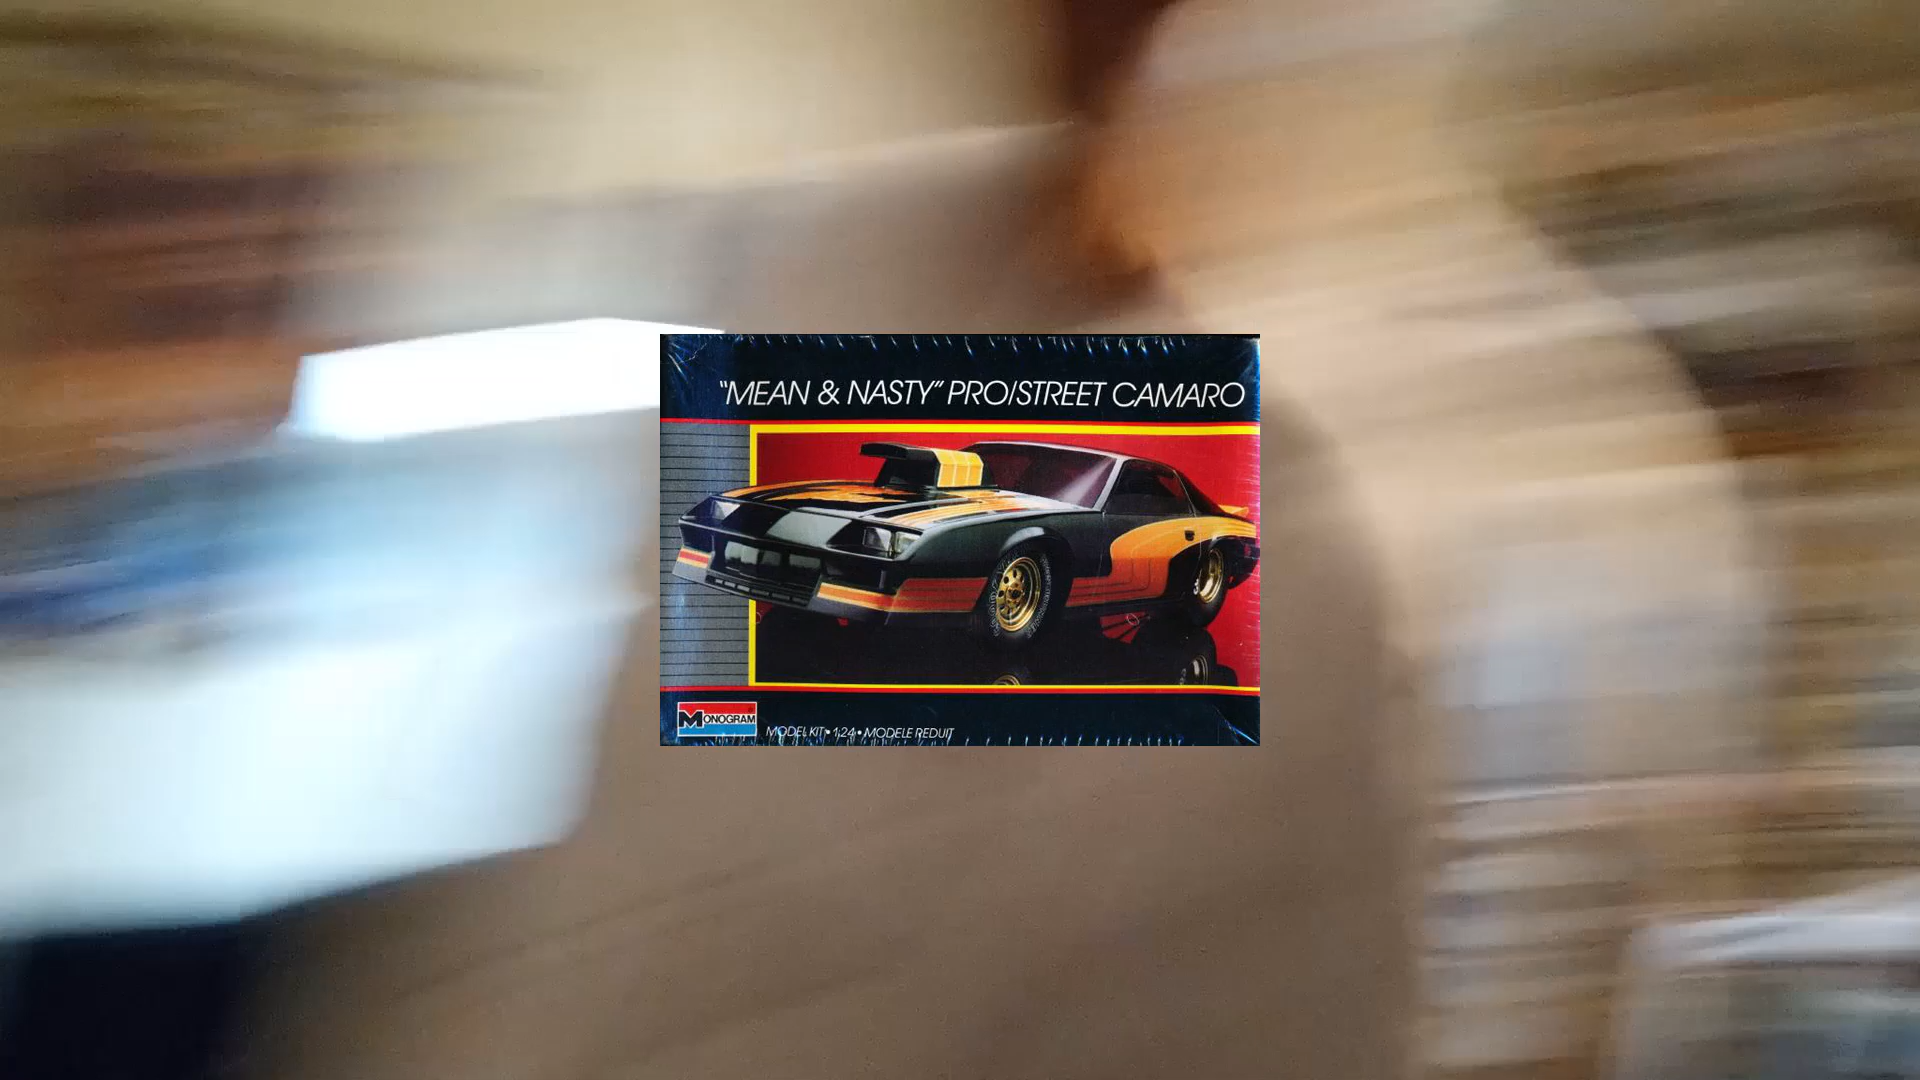 "MEAN & NASTY" PRO/STREET CAMARO
MONOGRAM
MODEL KIT • 1:24 • MODELE REDUIT